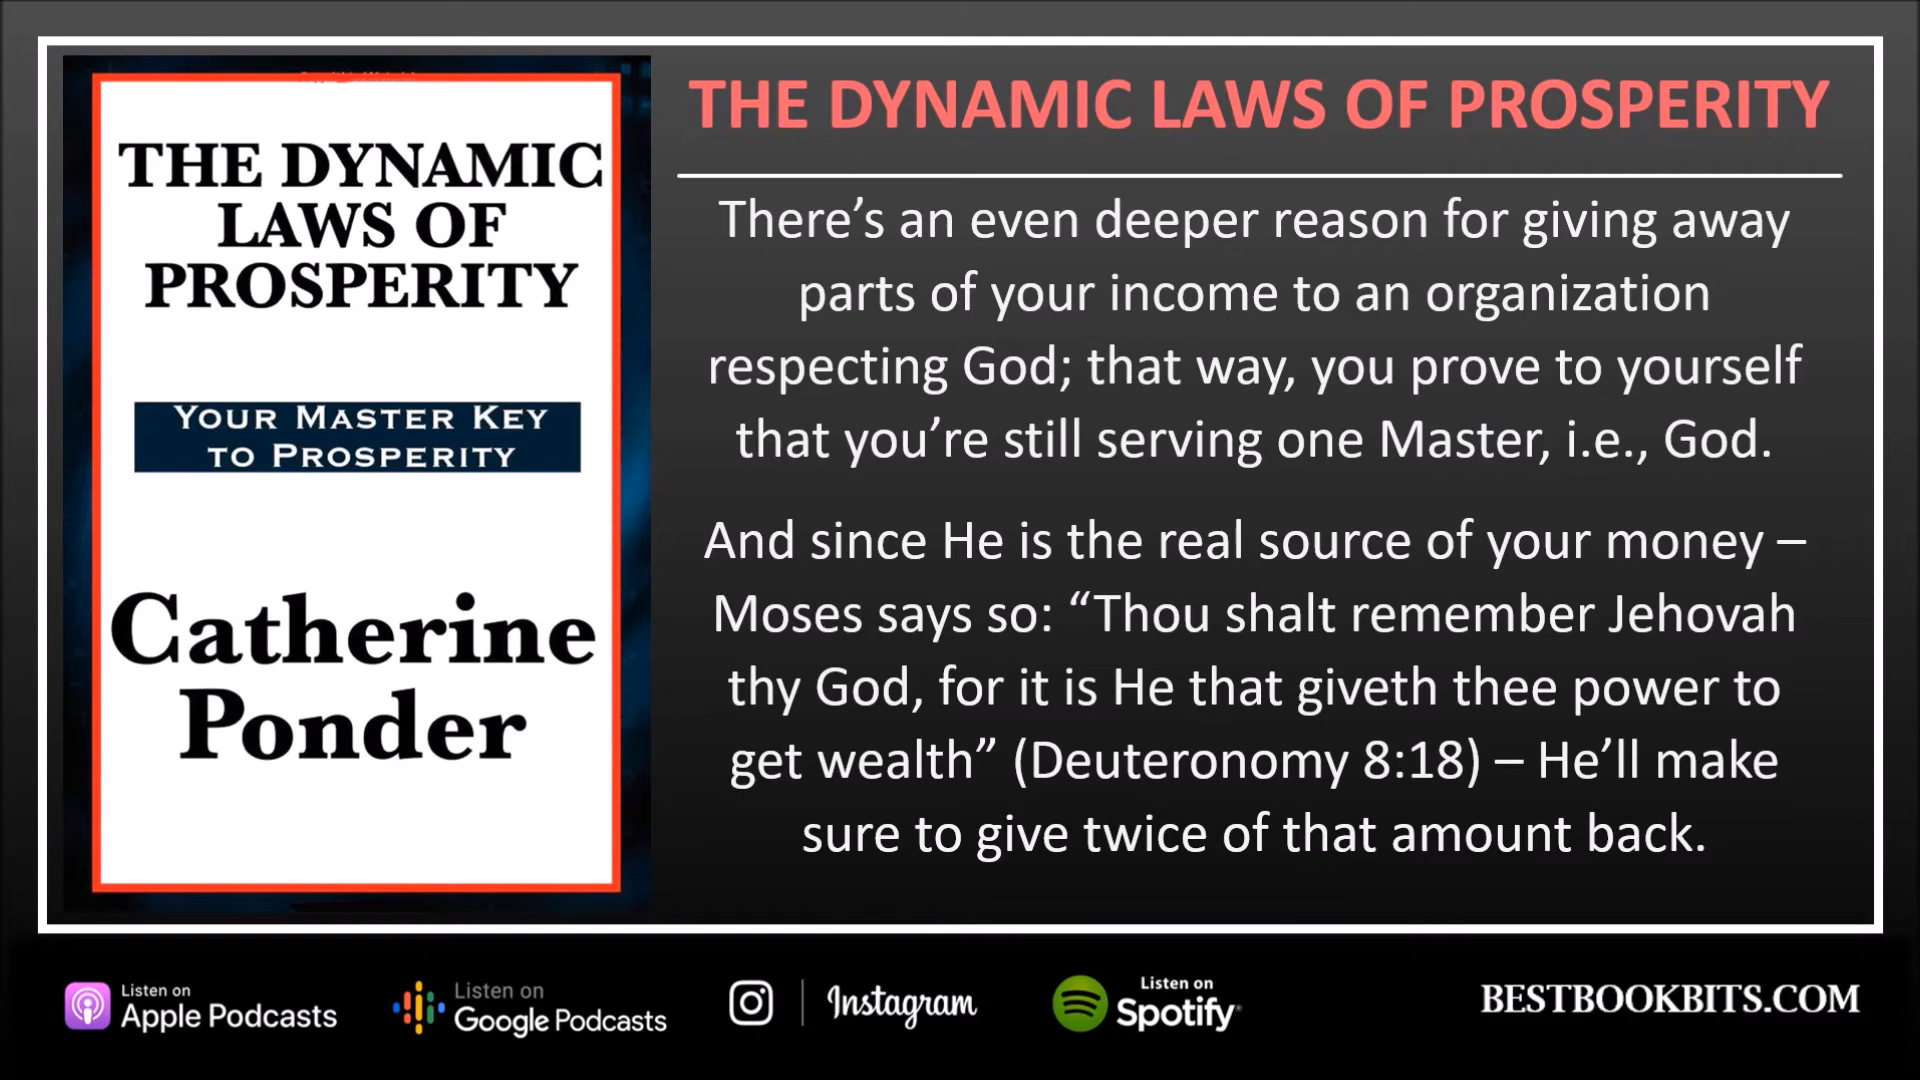 THE DYNAMIC
LAWS OF
PROSPERITY
YOUR MASTER KEY
TO PROSPERITY
Catherine
Ponder
THE DYNAMIC LAWS OF PROSPERITY
There’s an even deeper reason for giving away
parts of your income to an organization
respecting God; that way, you prove to yourself
that you’re still serving one Master, i.e., God.
And since He is the real source of your money –
Moses says so: “Thou shalt remember Jehovah
thy God, for it is He that giveth thee power to
get wealth” (Deuteronomy 8:18) – He’ll make
sure to give twice of that amount back.
Listen on
Apple Podcasts
Listen on
Google Podcasts
Instagram
Listen on
Spotify
BESTBOOKBITS.COM